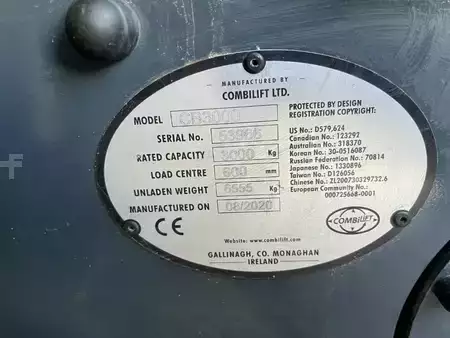 MANUFACTURED BY
COMBILIFT LTD.
MODEL CB3000
SERIAL No.
RATED CAPACITY 3000 Kg
LOAD CENTRE 600 mm
UNLADEN WEIGHT 6555 Kg
MANUFACTURED ON 08/2020
CE
PROTECTED BY DESIGN
REGISTRATION COPYRIGHT:
US No.: D579,624
Canadian No.: 123292
Australian No.: 318370
Korean No.: 30-0516087
Russian Federation No.: 70814
Japanese No.: 1330896
Taiwan No.: D126056
Chinese No.: ZL200730329732.6
European Community No.:
000725668-0001
COMBILIFT
Website: www.combilift.com
GALLINAGH, CO. MONAGHAN
IRELAND